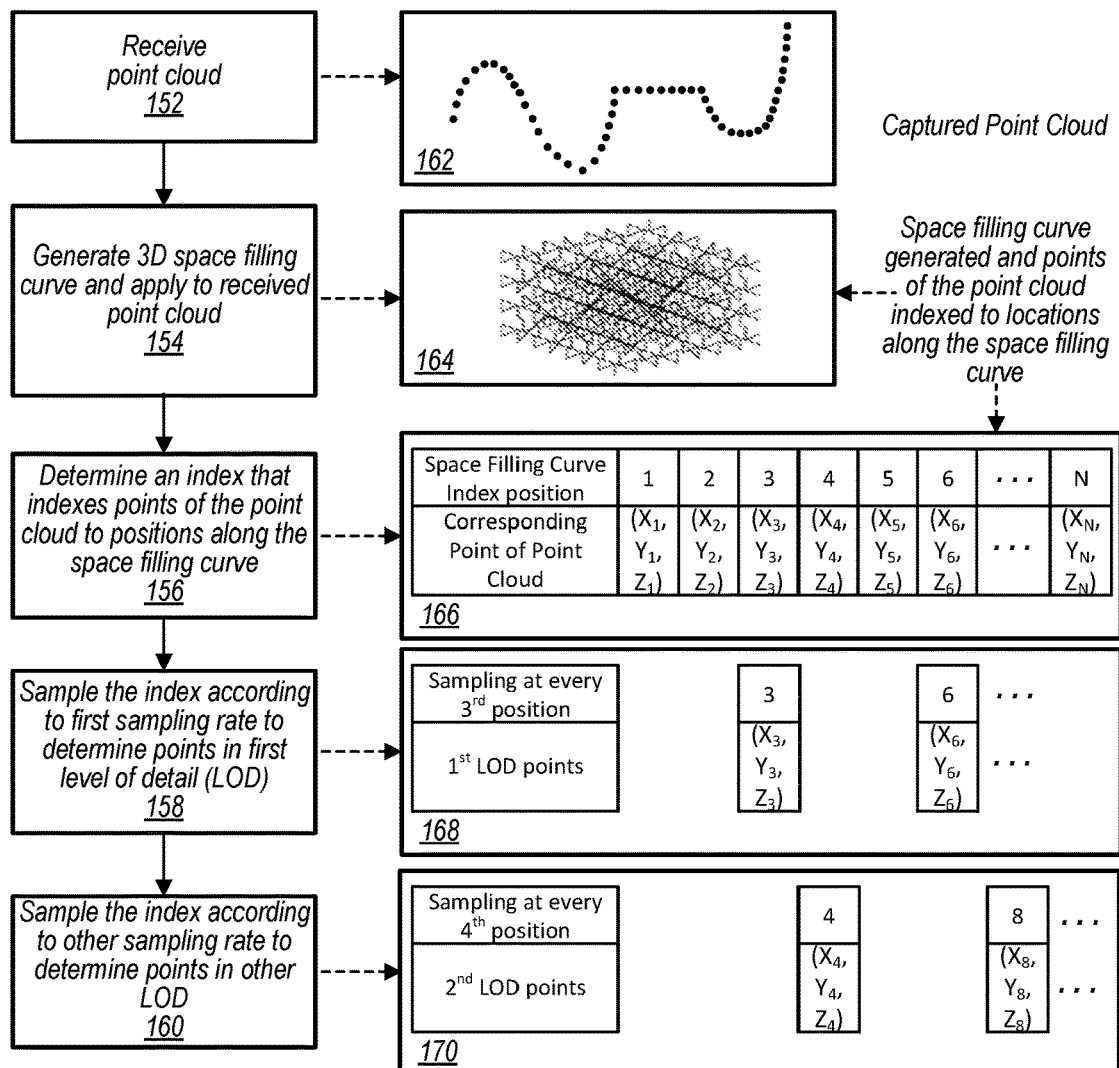 Receive
point cloud
152
162
Captured Point Cloud
Generate 3D space filling
curve and apply to received
point cloud
154
164
Space filling curve
generated and points
of the point cloud
indexed to locations
along the space filling
curve
Determine an index that
indexes points of the point
cloud to positions along the
space filling curve
156
Space Filling Curve
Index position
1 2 3 4 5 6 ... N
Corresponding
Point of Point
Cloud
(X₁, (X₂, (X₃, (X₄, (X₅, (X₆, (X_N,
Y₁, Y₂, Y₃, Y₄, Y₅, Y₆, ... Y_N,
Z₁) Z₂) Z₃) Z₄) Z₅) Z₆) Z_N)
166
Sample the index according
to first sampling rate to
determine points in first
level of detail (LOD)
158
Sampling at every
3rd position
3 6 ...
1st LOD points
(X₃, (X₆,
Y₃, Y₆, ...
Z₃) Z₆)
168
Sample the index according
to other sampling rate to
determine points in other
LOD
160
Sampling at every
4th position
4 8 ...
2nd LOD points
(X₄, (X₈,
Y₄, Y₈, ...
Z₄) Z₈)
170